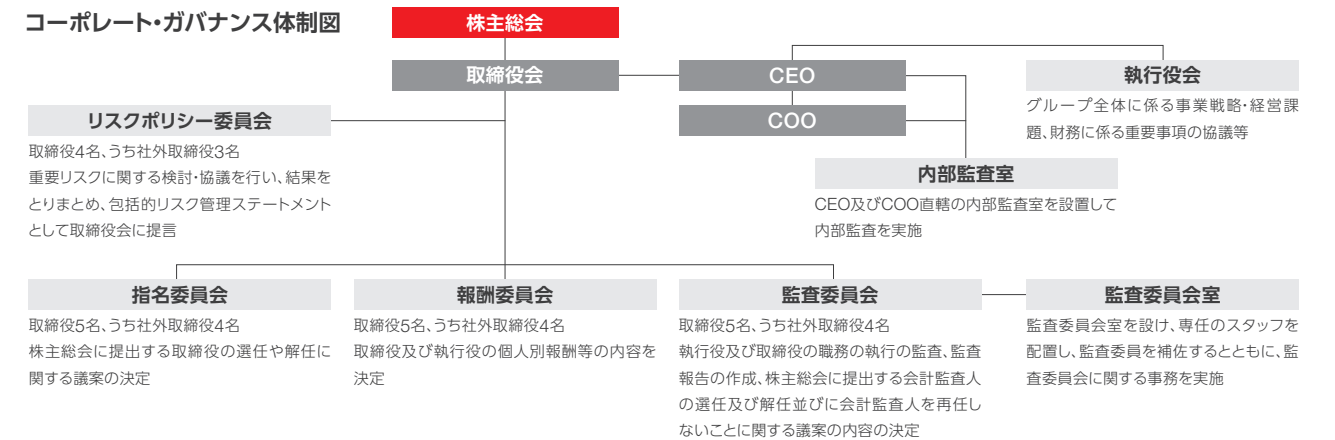 コーポレート・ガバナンス体制図
株主総会
取締役会
CEO
COO
執行役会
グループ全体に係る事業戦略・経営課
題、財務に係る重要事項の協議等
リスクポリシー委員会
取締役4名、うち社外取締役3名
重要リスクに関する検討・協議を行い、結果を
とりまとめ、包括的リスク管理ステートメント
として取締役会に提言
内部監査室
CEO及びCOO直轄の内部監査室を設置して
内部監査を実施
指名委員会
取締役5名、うち社外取締役4名
株主総会に提出する取締役の選任や解任に
関する議案の決定
報酬委員会
取締役5名、うち社外取締役4名
取締役及び執行役の個人別報酬等の内容を
決定
監査委員会
取締役5名、うち社外取締役4名
執行役及び取締役の職務の執行の監査、監査
報告の作成、株主総会に提出する会計監査人
の選任及び解任並びに会計監査人を再任し
ないことに関する議案の内容の決定
監査委員会室
監査委員会室を設け、専任のスタッフを
配置し、監査委員を補佐するとともに、監
査委員会に関する事務を実施